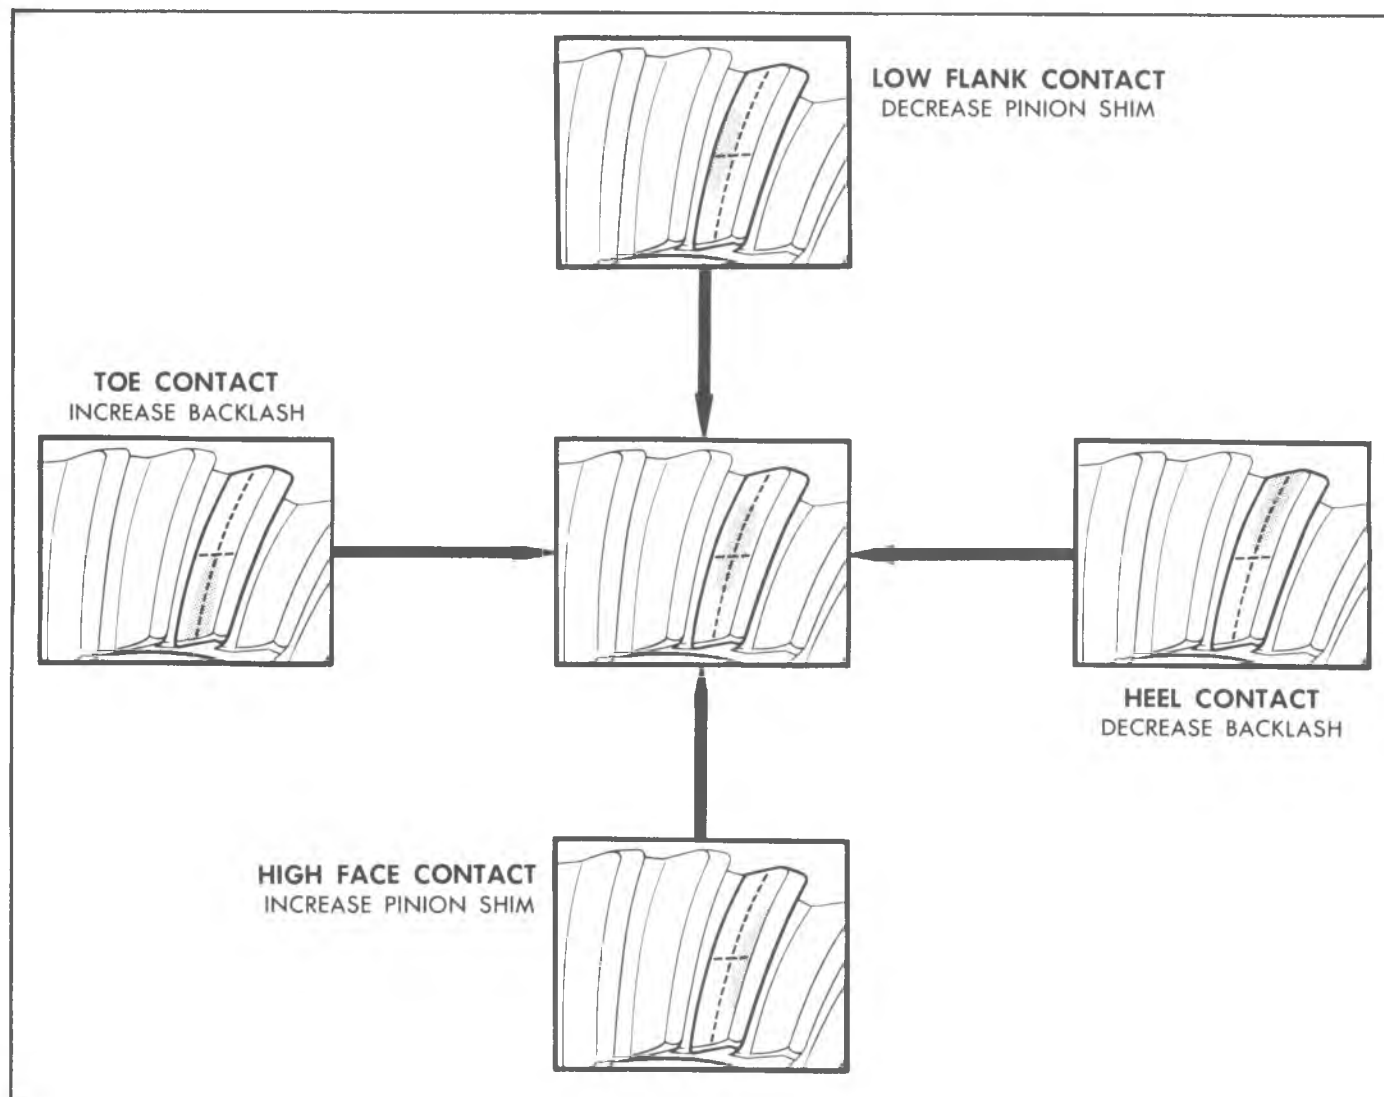 LOW FLANK CONTACT
DECREASE PINION SHIM
TOE CONTACT
INCREASE BACKLASH
HEEL CONTACT
DECREASE BACKLASH
HIGH FACE CONTACT
INCREASE PINION SHIM